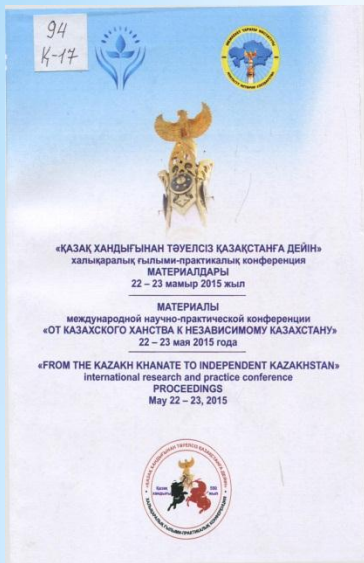 94
Қ-17
«ҚАЗАҚ ХАНДЫҒЫНАН ТӘУЕЛСІЗ ҚАЗАҚСТАНҒА ДЕЙІН»
халықаралық ғылыми-практикалық конференция
МАТЕРИАЛДАРЫ
22 – 23 мамыр 2015 жыл
МАТЕРИАЛЫ
международной научно-практической конференции
«ОТ КАЗАХСКОГО ХАНСТВА К НЕЗАВИСИМОМУ КАЗАХСТАНУ»
22 – 23 мая 2015 года
«FROM THE KAZAKH KHANATE TO INDEPENDENT KAZAKHSTAN»
international research and practice conference
PROCEEDINGS
May 22 – 23, 2015